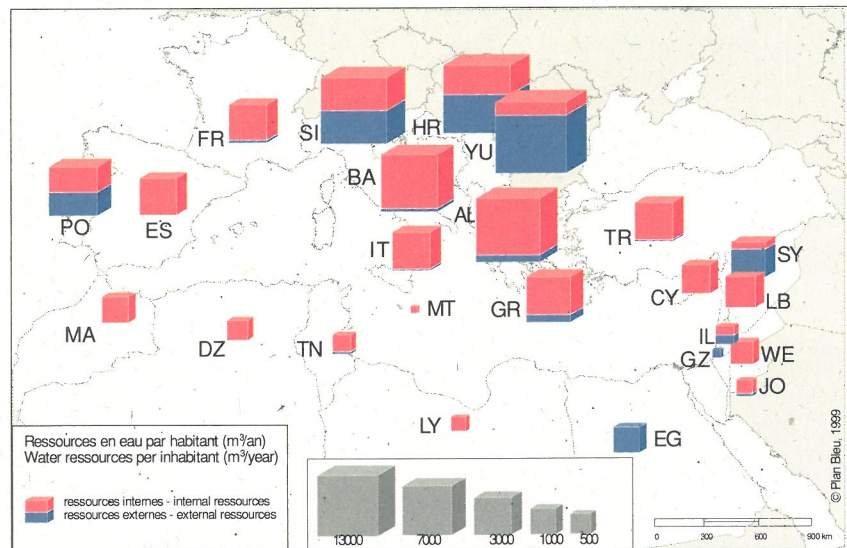 FR
SI
HR
YU
BA
AL
PO
ES
IT
TR
SY
CY
LB
GR
MT
MA
DZ
TN
IL
GZ
WE
JO
LY
EG
Ressources en eau par habitant (m³/an)
Water ressources per inhabitant (m³/year)
ressources internes - internal ressources
ressources externes - external ressources
13000 7000 3000 1000 500
0 300 600 900 km
© Plan Bleu, 1999